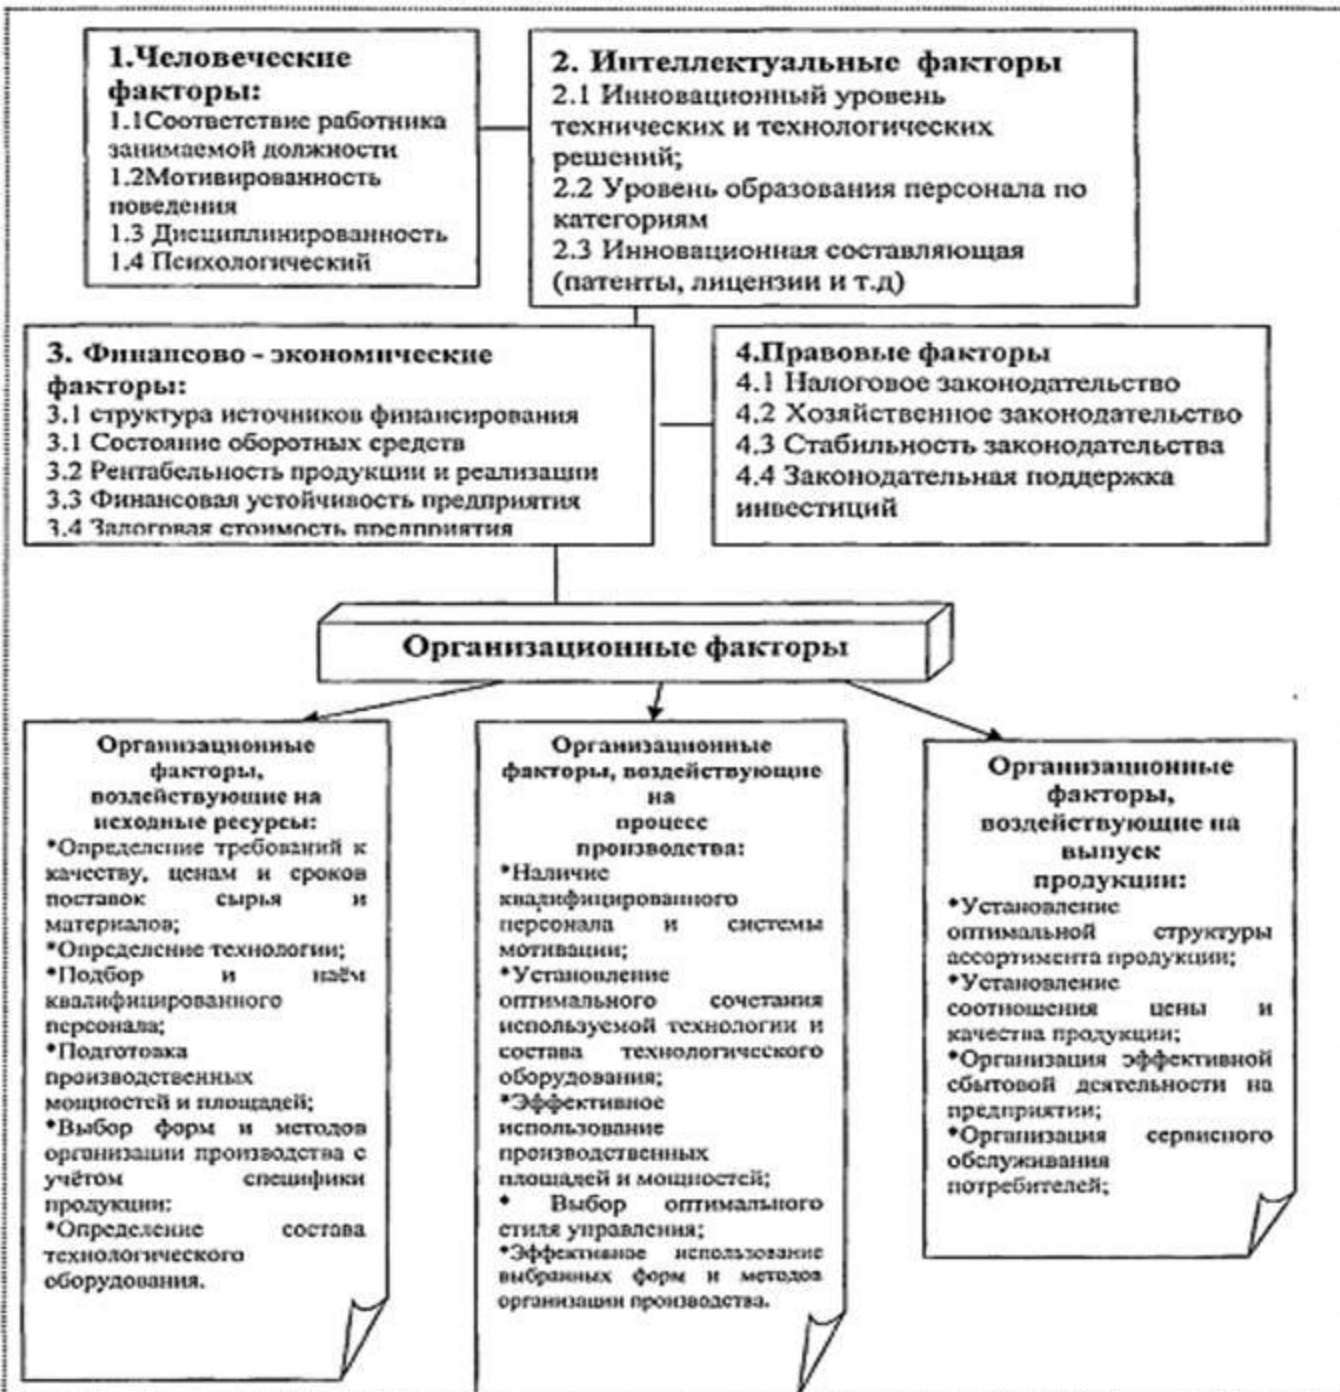 1.Человеческие
факторы:
1.1Соответствие работника
занимаемой должности
1.2Мотивированность
поведения
1.3 Дисциплинированность
1.4 Психологический
2. Интеллектуальные факторы
2.1 Инновационный уровень
технических и технологических
решений;
2.2 Уровень образования персонала по
категориям
2.3 Инновационная составляющая
(патенты, лицензии и т.д)
3. Финансово - экономические
факторы:
3.1 структура источников финансирования
3.1 Состояние оборотных средств
3.2 Рентабельность продукции и реализации
3.3 Финансовая устойчивость предприятия
3.4 Залоговая стоимость предприятия
4.Правовые факторы
4.1 Налоговое законодательство
4.2 Хозяйственное законодательство
4.3 Стабильность законодательства
4.4 Законодательная поддержка
инвестиций
Организационные факторы
Организационные
факторы,
воздействующие на
исходные ресурсы:
*Определение требований к
качеству, ценам и сроков
поставок сырья и
материалов;
*Определение технологии;
*Подбор и наём
квалифицированного
персонала;
*Подготовка
производственных
мощностей и площадей;
*Выбор форм и методов
организации производства с
учётом специфики
продукции;
*Определение состава
технологического
оборудования.
Организационные
факторы, воздействующие
на
процесс
производства:
*Наличие
квалифицированного
персонала и системы
мотивации;
*Установление
оптимального сочетания
используемой технологии и
состава технологического
оборудования;
*Эффективное
использование
производственных
площадей и мощностей;
* Выбор оптимального
стиля управления;
*Эффективное использование
выбранных форм и методов
организации производства.
Организационные
факторы,
воздействующие на
выпуск
продукции:
*Установление
оптимальной структуры
ассортимента продукции;
*Установление
соотношения цены и
качества продукции;
*Организация эффективной
сбытовой деятельности на
предприятии;
*Организация сервисного
обслуживания
потребителей;